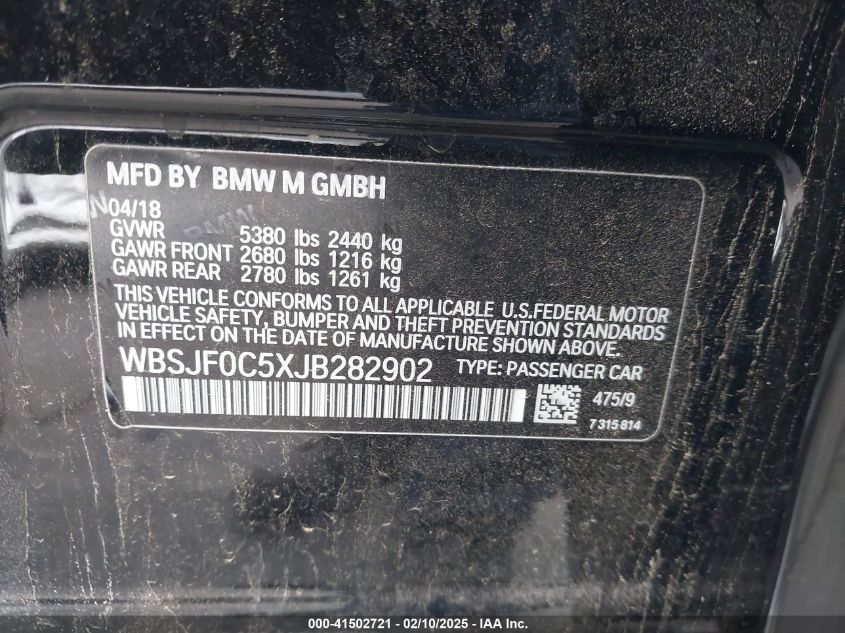 MFD BY BMW M GMBH
04/18
GVWR 5380 lbs 2440 kg
GAWR FRONT 2680 lbs 1216 kg
GAWR REAR 2780 lbs 1261 kg
THIS VEHICLE CONFORMS TO ALL APPLICABLE U.S.FEDERAL MOTOR
VEHICLE SAFETY, BUMPER AND THEFT PREVENTION STANDARDS
IN EFFECT ON THE DATE OF MANUFACTURE SHOWN ABOVE.
WBSJF0C5XJB282902 TYPE: PASSENGER CAR
475/9
7 315 814
000-41502721 - 02/10/2025 - IAA Inc.